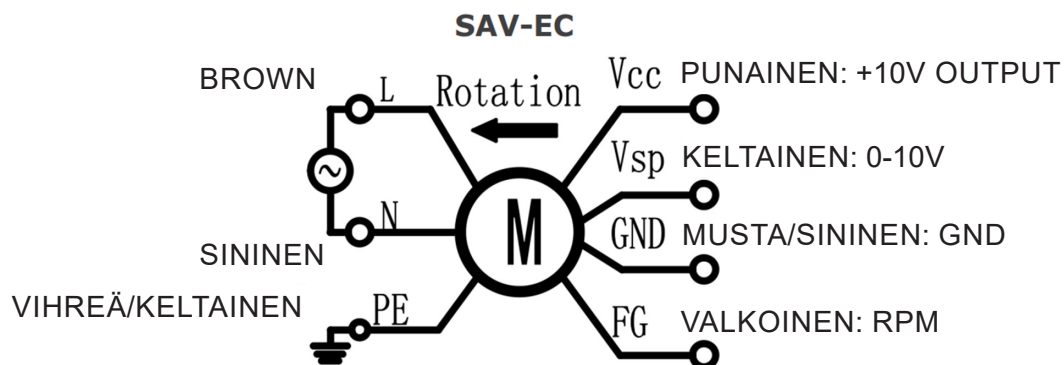 SAV-EC
BROWN
L
Rotation
Vcc
PUNAINEN: +10V OUTPUT
Vsp
KELTAINEN: 0-10V
N
M
GND
MUSTA/SININEN: GND
SININEN
VIHREÄ/KELTAINEN
PE
FG
VALKOINEN: RPM